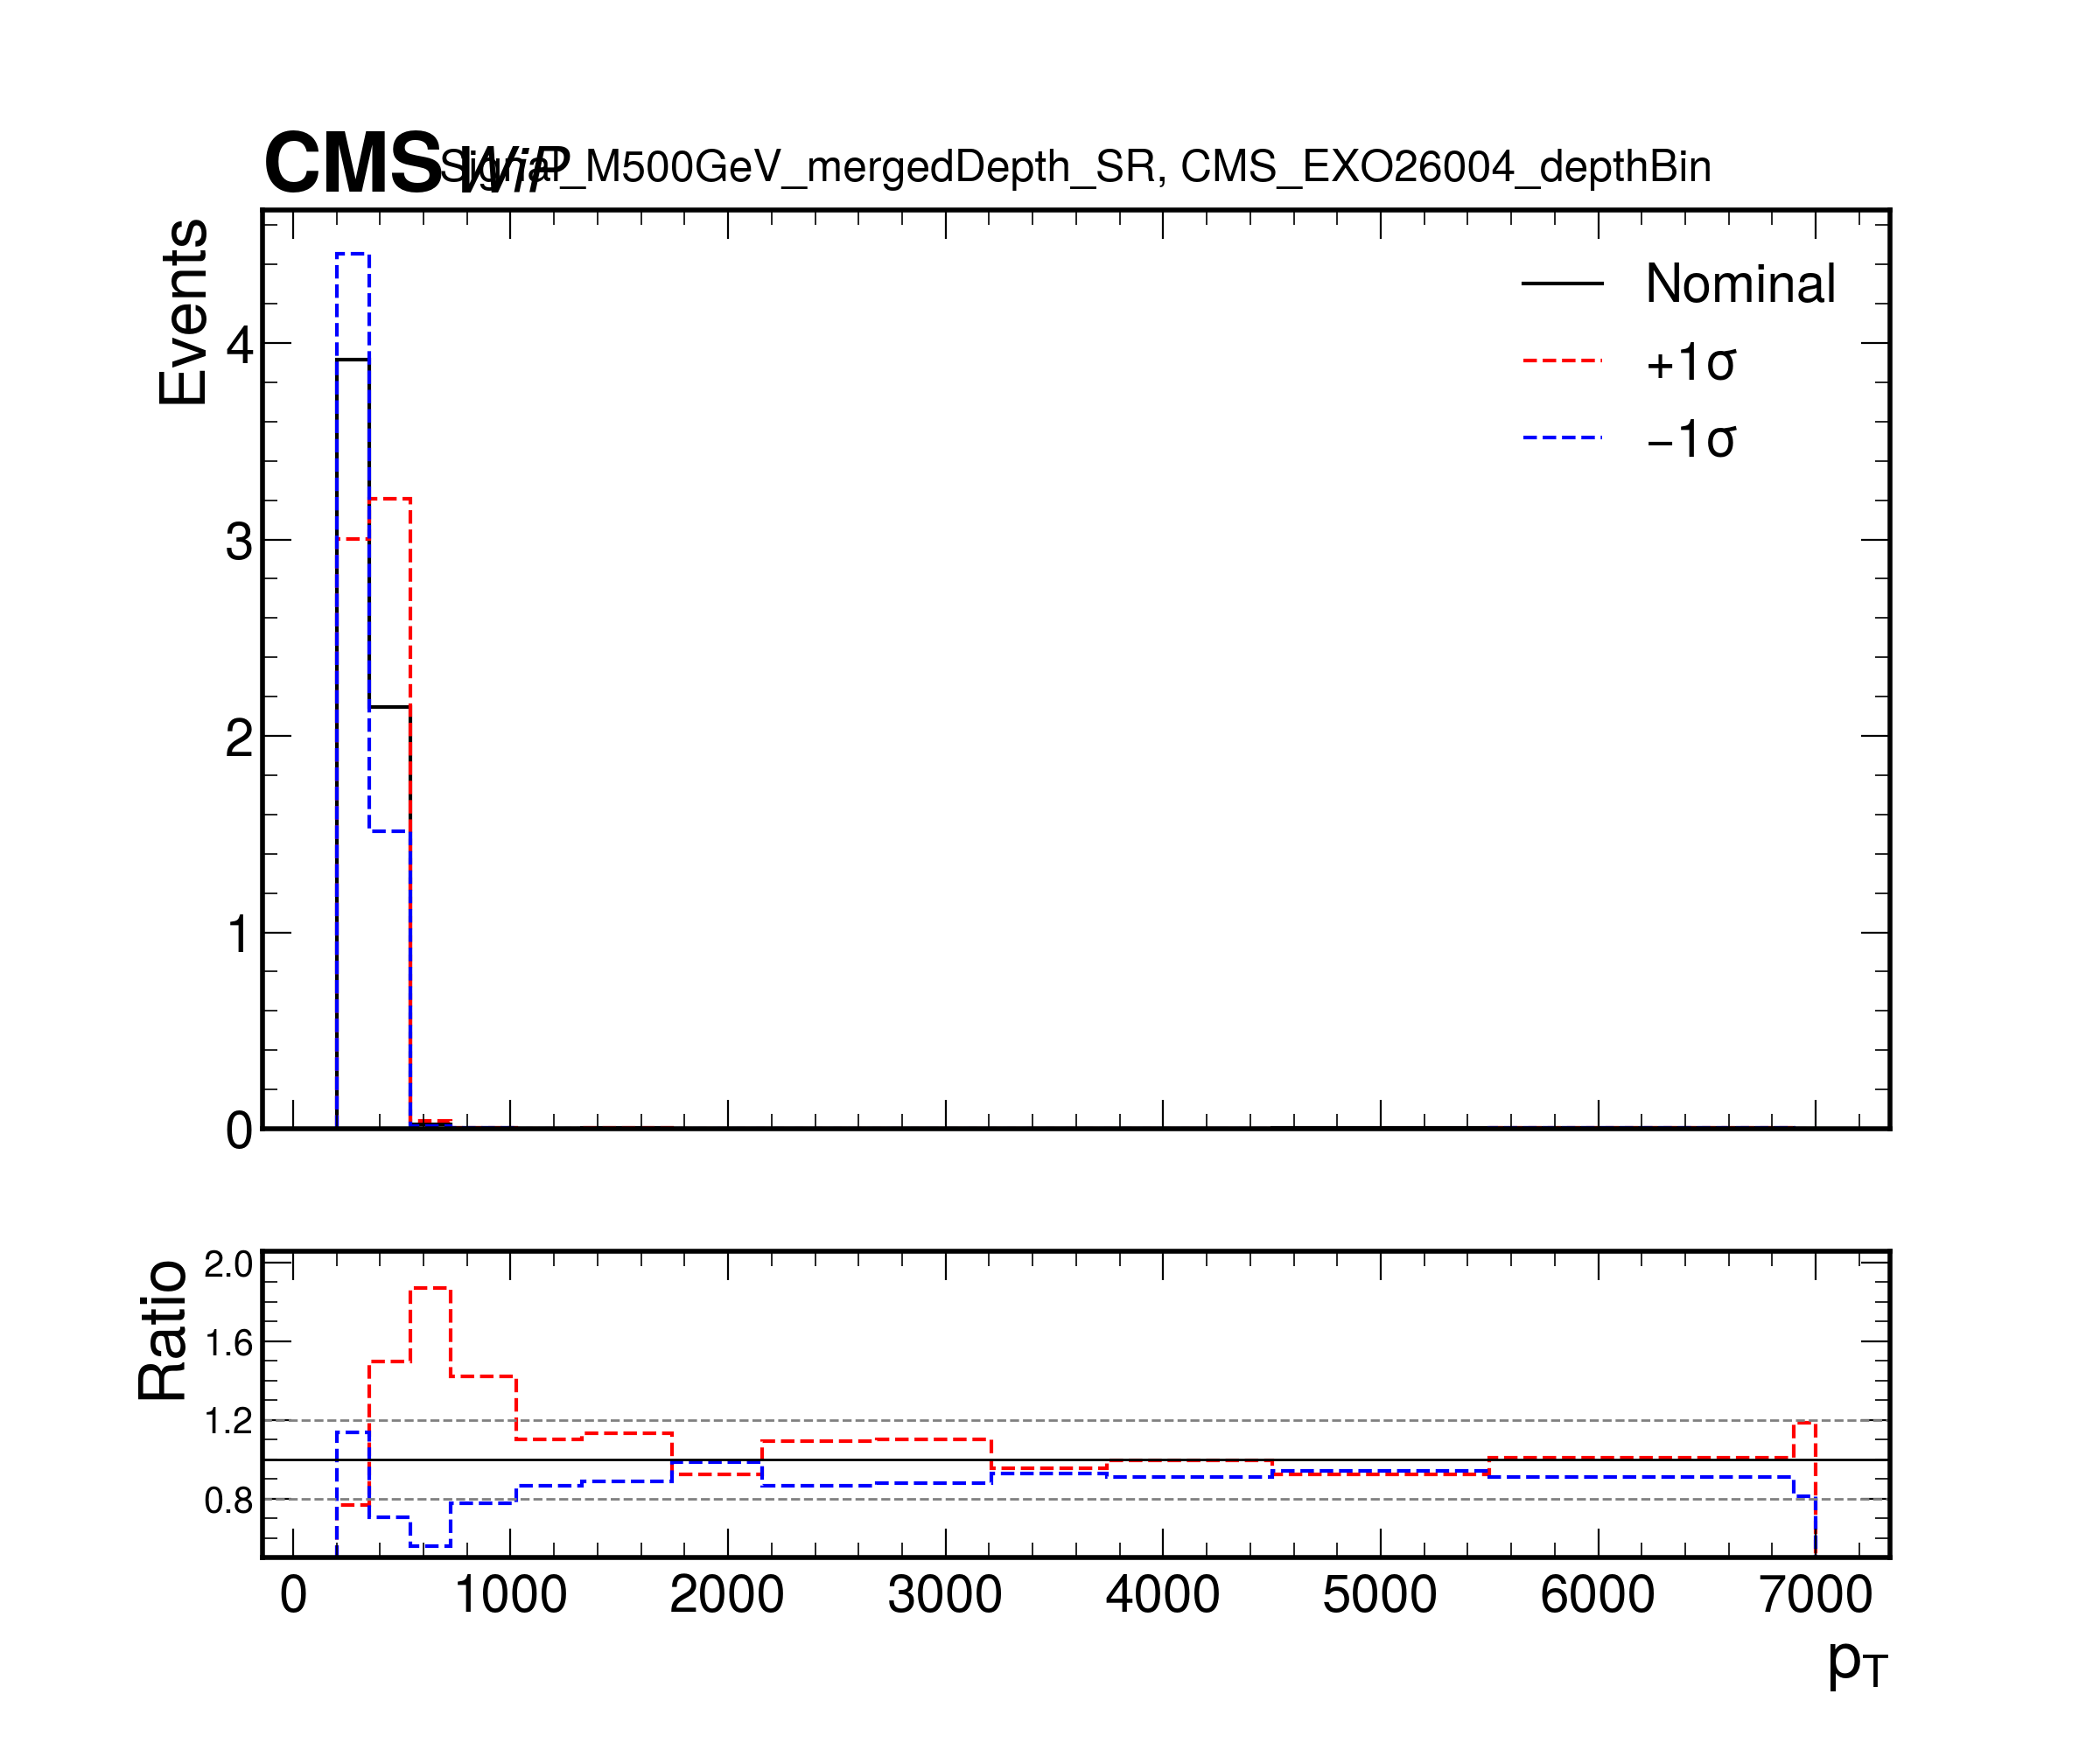 CMS WiP Signal_M500GeV_mergedDepth_SR, CMS_EXO26004_depthBin
Events
4
3
2
1
0
Nominal
+1σ
−1σ
Ratio
2.0
1.6
1.2
0.8
0 1000 2000 3000 4000 5000 6000 7000
pT